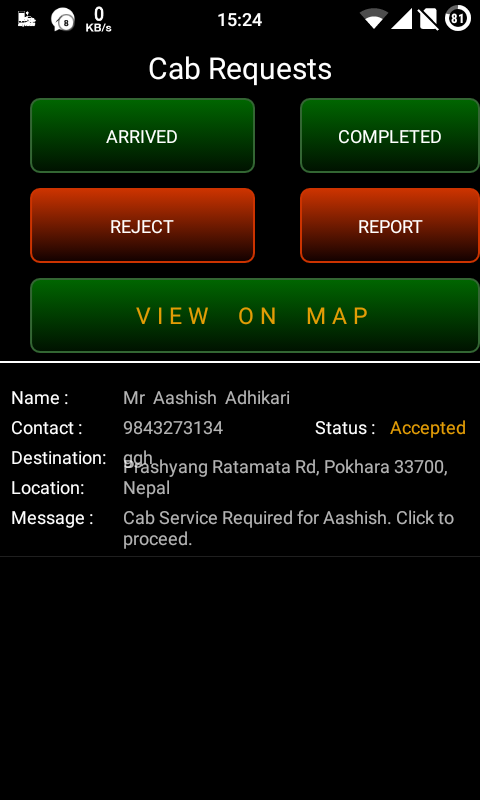 8
0
KB/s
15:24
81
Cab Requests
ARRIVED
COMPLETED
REJECT
REPORT
VIEW ON MAP
Name : Mr Aashish Adhikari
Contact : 9843273134 Status : Accepted
Destination: ggh
Prashyang Ratamata Rd, Pokhara 33700,
Location: Nepal
Message : Cab Service Required for Aashish. Click to
proceed.